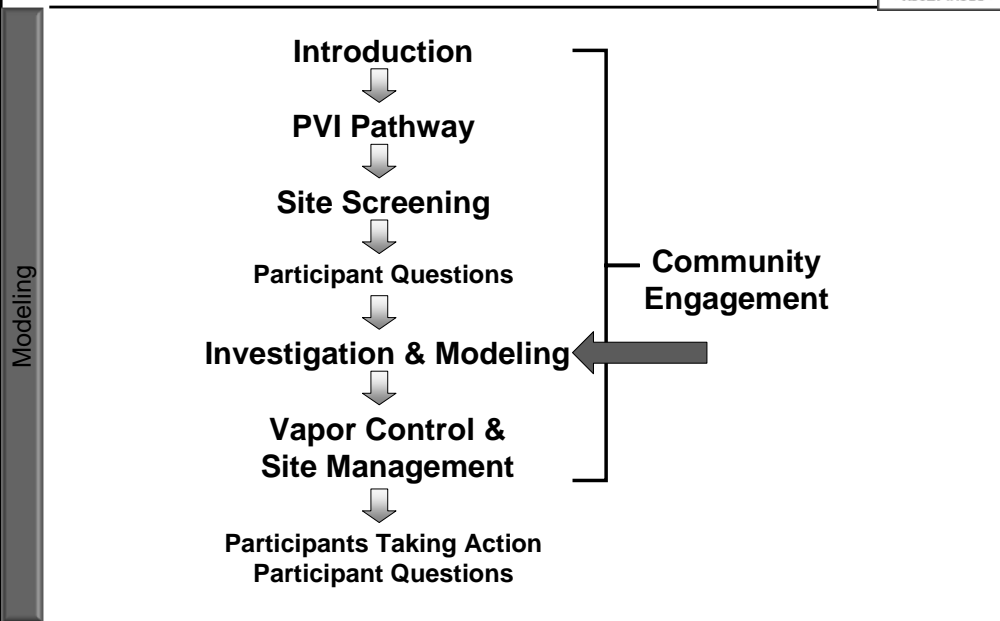 Introduction
PVI Pathway
Site Screening
Participant Questions
Investigation & Modeling
Vapor Control &
Site Management
Participants Taking Action
Participant Questions
Community
Engagement
Modeling